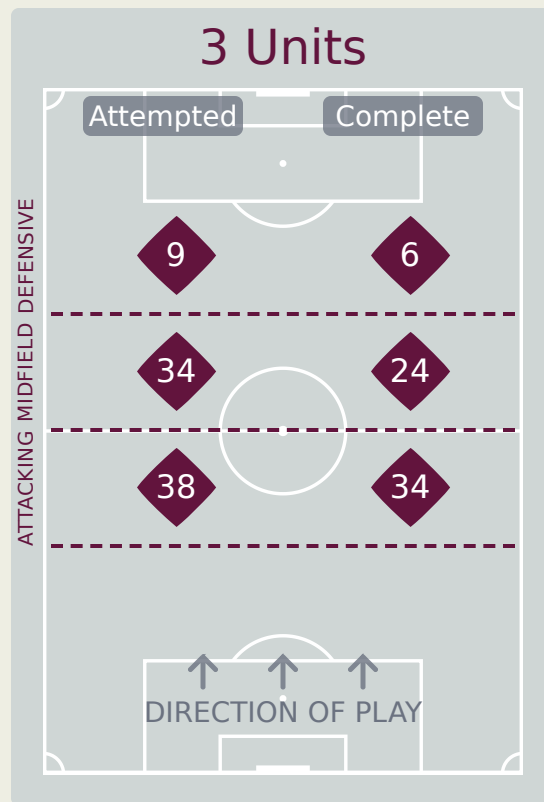 3 Units
Attempted Complete
9 6
34 24
38 34
ATTACKING MIDFIELD DEFENSIVE
DIRECTION OF PLAY